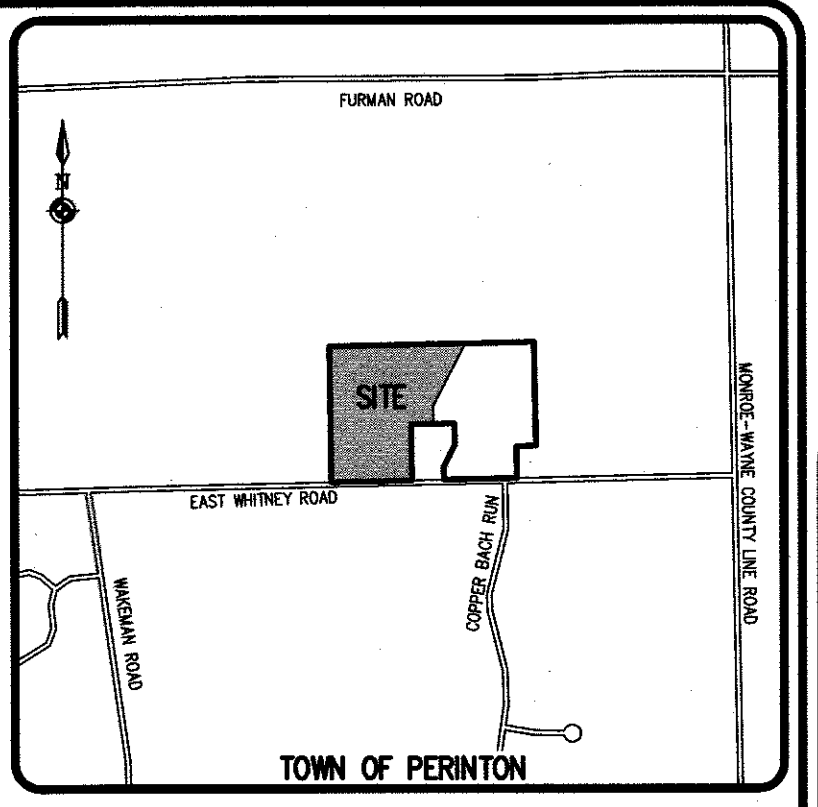 FURMAN ROAD
N
SITE
MONROE-WAYNE COUNTY LINE ROAD
EAST WHITNEY ROAD
COPPER BACH RUN
WAKEMAN ROAD
TOWN OF PERINTON